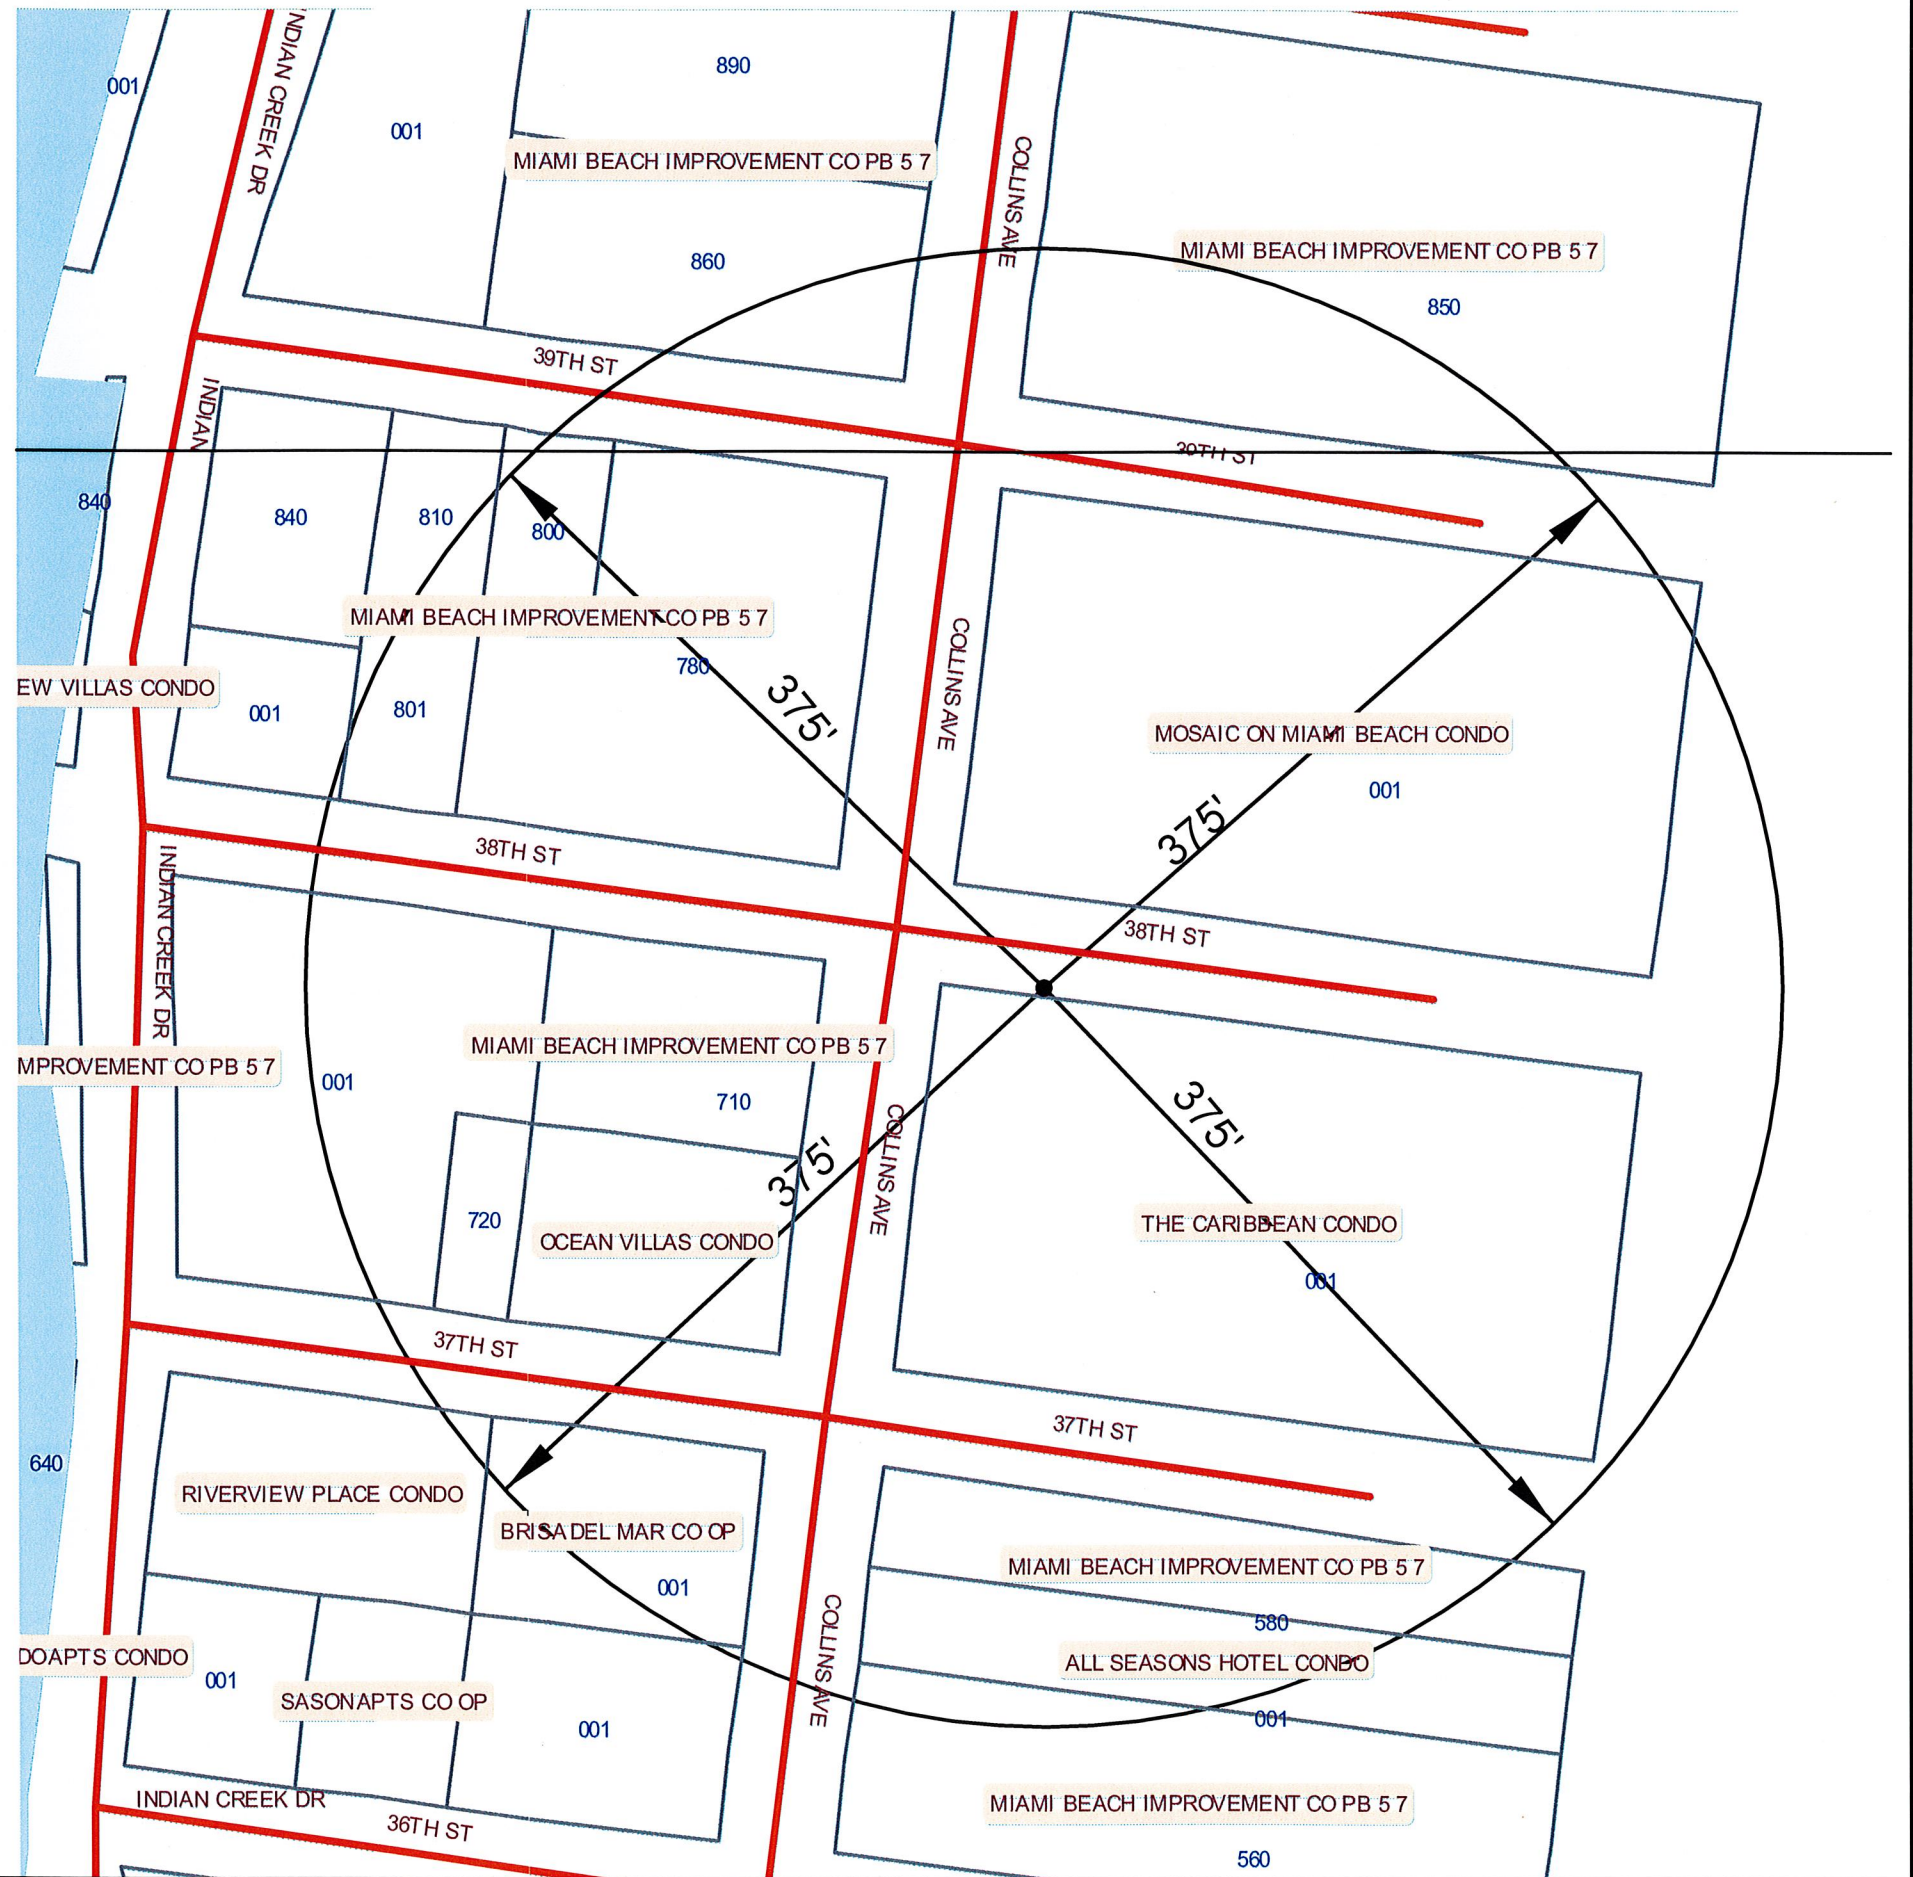 890
001
INDIAN CREEK DR
001
MIAMI BEACH IMPROVEMENT CO PB 5 7
COLLINS AVE
MIAMI BEACH IMPROVEMENT CO PB 5 7
860
850
39TH ST
INDIAN
39TH ST
840
840
810
800
MIAMI BEACH IMPROVEMENT CO PB 5 7
COLLINS AVE
780
EW VILLAS CONDO
001
801
375'
MOSAIC ON MIAMI BEACH CONDO
001
375'
38TH ST
INDIAN CREEK DR
38TH ST
MIAMI BEACH IMPROVEMENT CO PB 5 7
MPROVEMENT CO PB 5 7
001
710
375'
COLLINS AVE
375'
720
OCEAN VILLAS CONDO
THE CARIBBEAN CONDO
001
37TH ST
37TH ST
640
RIVERVIEW PLACE CONDO
BRISA DEL MAR CO OP
MIAMI BEACH IMPROVEMENT CO PB 5 7
001
580
COLLINS AVE
DOAPTS CONDO
001
ALL SEASONS HOTEL CONDO
SASONAPTS CO OP
001
001
INDIAN CREEK DR
MIAMI BEACH IMPROVEMENT CO PB 5 7
36TH ST
560